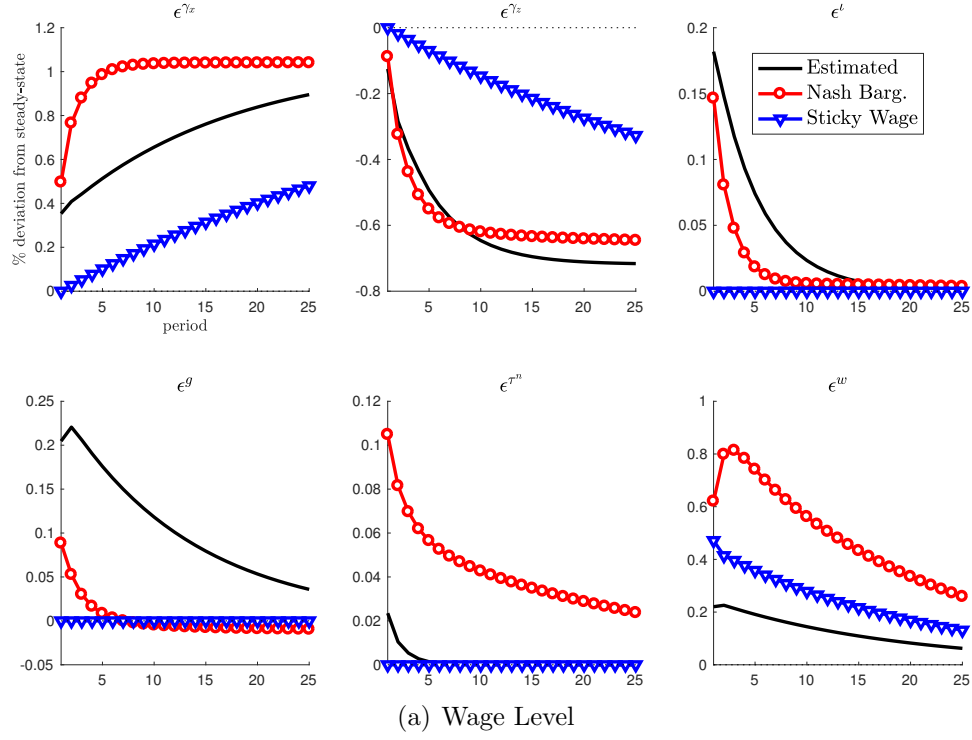 ϵ^{γ_x}
ϵ^{γ_z}
ϵ^ι
% deviation from steady-state
1.2
1
0.8
0.6
0.4
0.2
0
5 10 15 20 25
period
0
-0.2
-0.4
-0.6
-0.8
5 10 15 20 25
0.2
0.15
0.1
0.05
0
5 10 15 20 25
Estimated
Nash Barg.
Sticky Wage
ϵ^g
ϵ^{τ^n}
ϵ^w
0.25
0.2
0.15
0.1
0.05
0
-0.05
5 10 15 20 25
0.12
0.1
0.08
0.06
0.04
0.02
0
5 10 15 20 25
1
0.8
0.6
0.4
0.2
0
5 10 15 20 25
(a) Wage Level